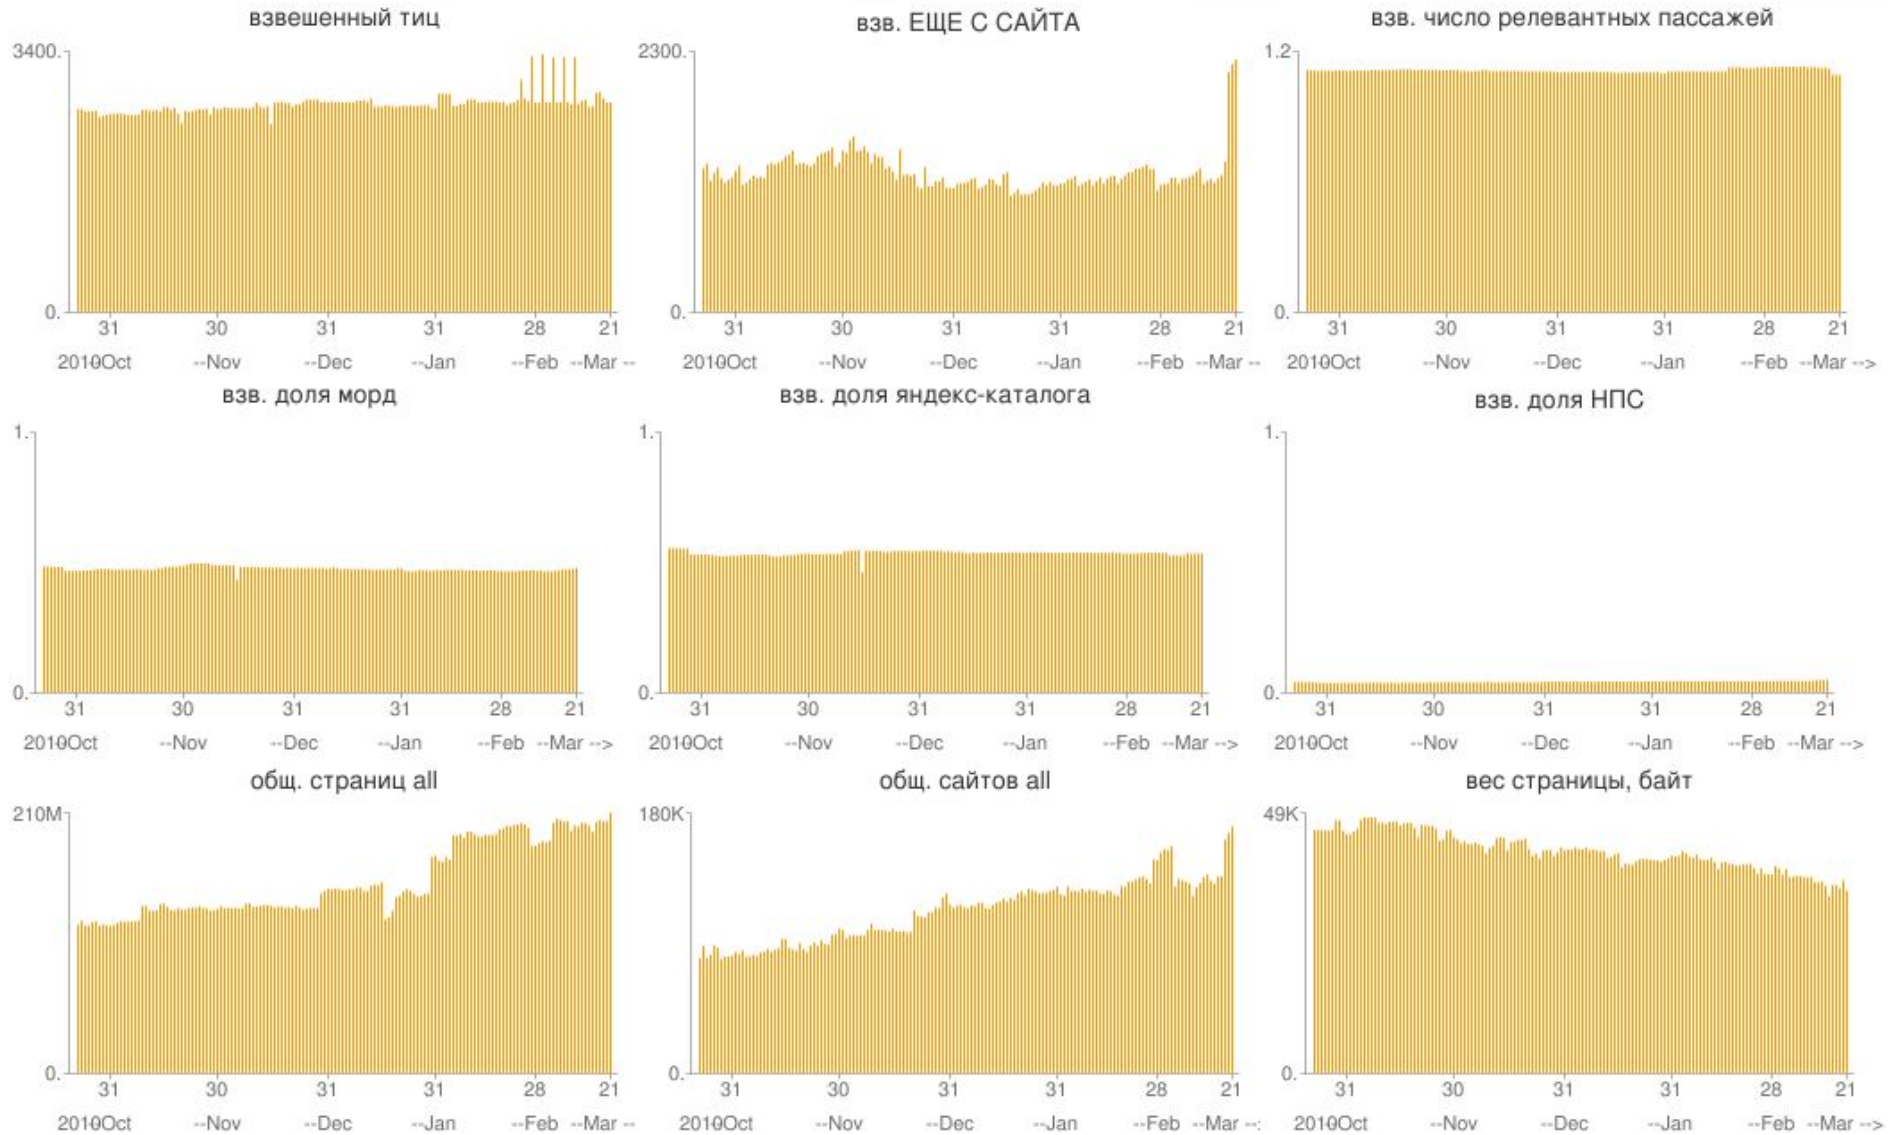 взвешенный тиц
взв. ЕЩЕ С САЙТА
взв. число релевантных пассажей
3400.
2300.
1.2
0.
0.
0.
31 30 31 31 28 21
31 30 31 31 28 21
31 30 31 31 28 21
2010Oct --Nov --Dec --Jan --Feb --Mar --
2010Oct --Nov --Dec --Jan --Feb --Mar --
2010Oct --Nov --Dec --Jan --Feb --Mar -->
взв. доля морд
взв. доля яндекс-каталога
взв. доля НПС
1.
1.
1.
0.
0.
0.
31 30 31 31 28 21
31 30 31 31 28 21
31 30 31 31 28 21
2010Oct --Nov --Dec --Jan --Feb --Mar -->
2010Oct --Nov --Dec --Jan --Feb --Mar -->
2010Oct --Nov --Dec --Jan --Feb --Mar -->
общ. страниц all
общ. сайтов all
вес страницы, байт
210M
180K
49K
0.
0.
0.
31 30 31 31 28 21
31 30 31 31 28 21
31 30 31 31 28 21
2010Oct --Nov --Dec --Jan --Feb --Mar --
2010Oct --Nov --Dec --Jan --Feb --Mar --
2010Oct --Nov --Dec --Jan --Feb --Mar -->